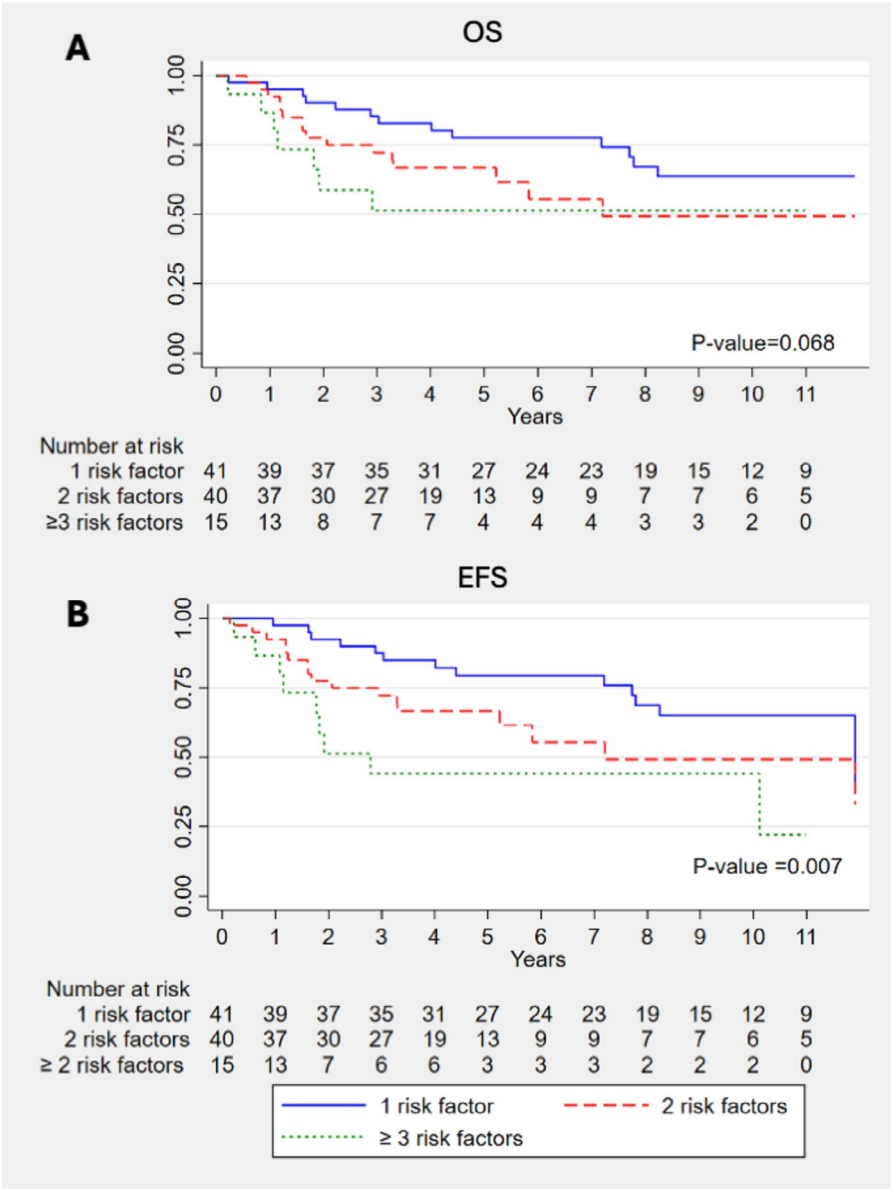 A
OS
1.00
0.75
0.50
0.25
0.00
P-value=0.068
0 1 2 3 4 5 6 7 8 9 10 11
Years
Number at risk
1 risk factor 41 39 37 35 31 27 24 23 19 15 12 9
2 risk factors 40 37 30 27 19 13 9 9 7 7 6 5
≥3 risk factors 15 13 8 7 7 4 4 4 3 3 2 0
EFS
B
1.00
0.75
0.50
0.25
0.00
P-value =0.007
0 1 2 3 4 5 6 7 8 9 10 11
Years
Number at risk
1 risk factor 41 39 37 35 31 27 24 23 19 15 12 9
2 risk factors 40 37 30 27 19 13 9 9 7 7 6 5
≥ 2 risk factors 15 13 7 6 6 3 3 3 2 2 2 0
1 risk factor 2 risk factors
≥ 3 risk factors